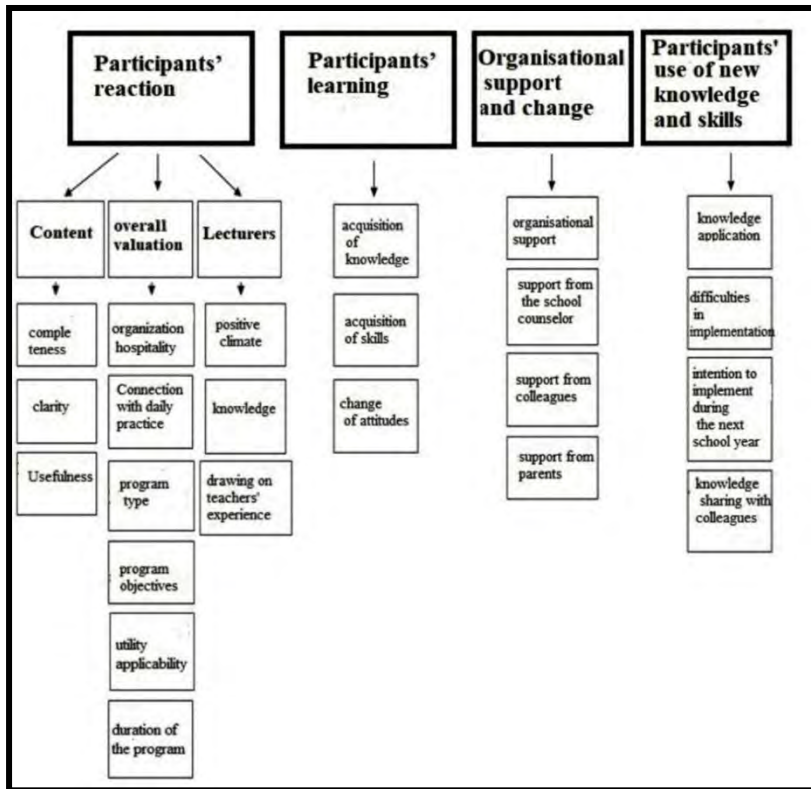 Participants'
reaction
Participants'
learning
Organisational
support
and change
Participants'
use of new
knowledge
and skills
Content
overall
valuation
Lecturers
comple
teness
clarity
Usefulness
organization
hospitality
Connection
with daily
practice
program
type
program
objectives
utility
applicability
duration of
the program
positive
climate
knowledge
drawing on
teachers'
experience
acquisition
of
knowledge
acquisition
of skills
change
of attitudes
organisational
support
support from
the school
counselor
support from
colleagues
support from
parents
knowledge
application
difficulties
in
implementation
intention to
implement
during
the next
school year
knowledge
sharing with
colleagues